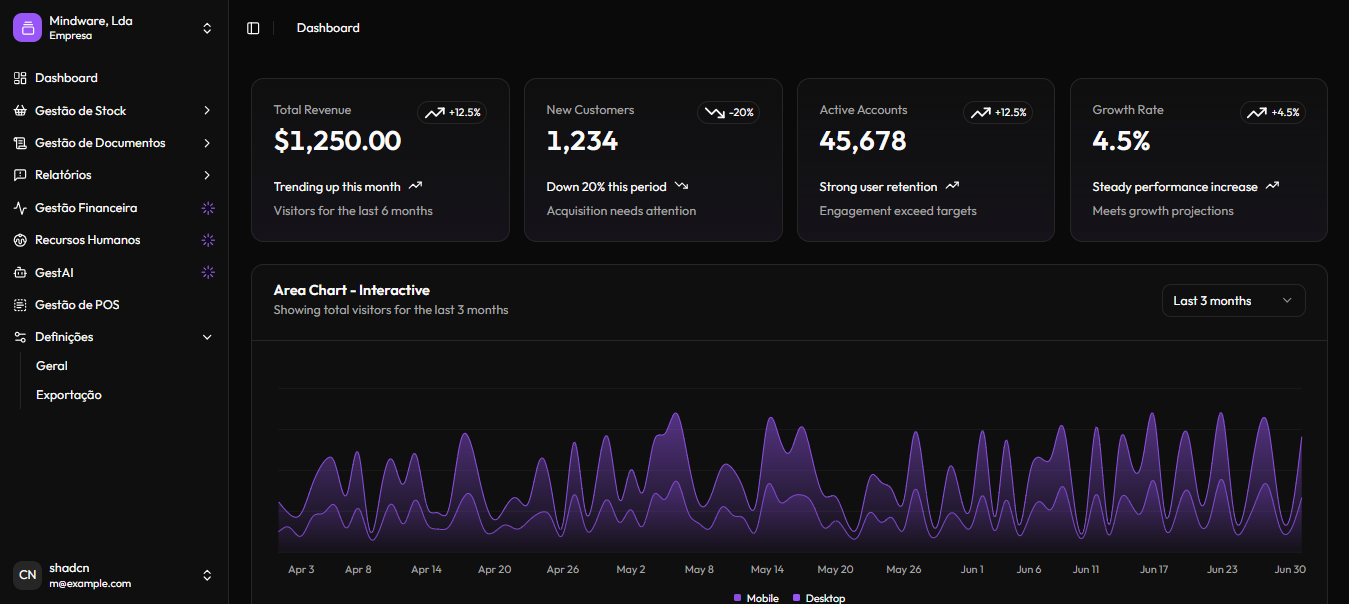 Mindware, Lda
Empresa
Dashboard
Gestão de Stock
Gestão de Documentos
Relatórios
Gestão Financeira
Recursos Humanos
GestAI
Gestão de POS
Definições
Geral
Exportação
CN
shadcn
m@example.com
Dashboard
Total Revenue
+12.5%
$1,250.00
Trending up this month
Visitors for the last 6 months
New Customers
-20%
1,234
Down 20% this period
Acquisition needs attention
Active Accounts
+12.5%
45,678
Strong user retention
Engagement exceed targets
Growth Rate
+4.5%
4.5%
Steady performance increase
Meets growth projections
Area Chart - Interactive
Showing total visitors for the last 3 months
Last 3 months
Apr 3 Apr 8 Apr 14 Apr 20 Apr 26 May 2 May 8 May 14 May 20 May 26 Jun 1 Jun 6 Jun 11 Jun 17 Jun 23 Jun 30
Mobile Desktop